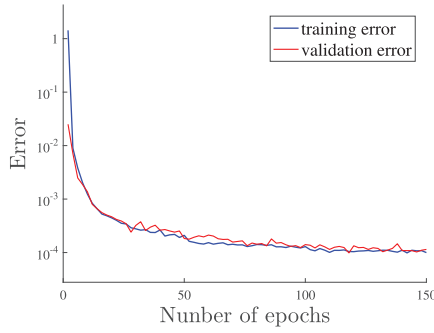 training error
validation error
1
10-1
10-2
10-3
10-4
Error
0
50
100
150
Nunber of epochs